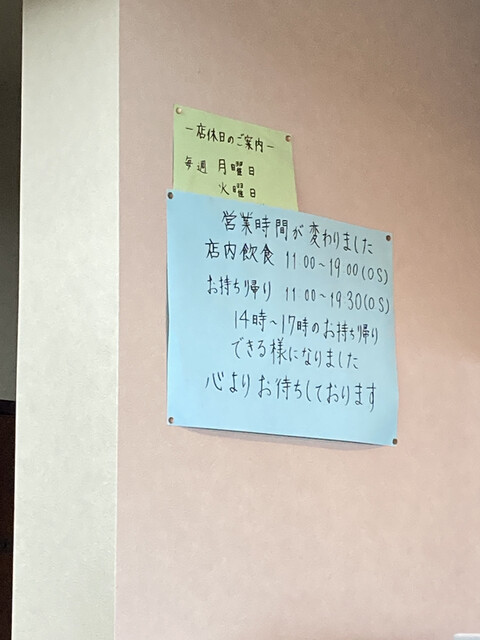 －店休日のご案内－
毎週 月曜日
火曜日
営業時間が変わりました
店内飲食 11:00～19:00(OS)
お持ち帰り 11:00～19:30(OS)
14時～17時のお持ち帰り
できる様になりました
心よりお待ちしております